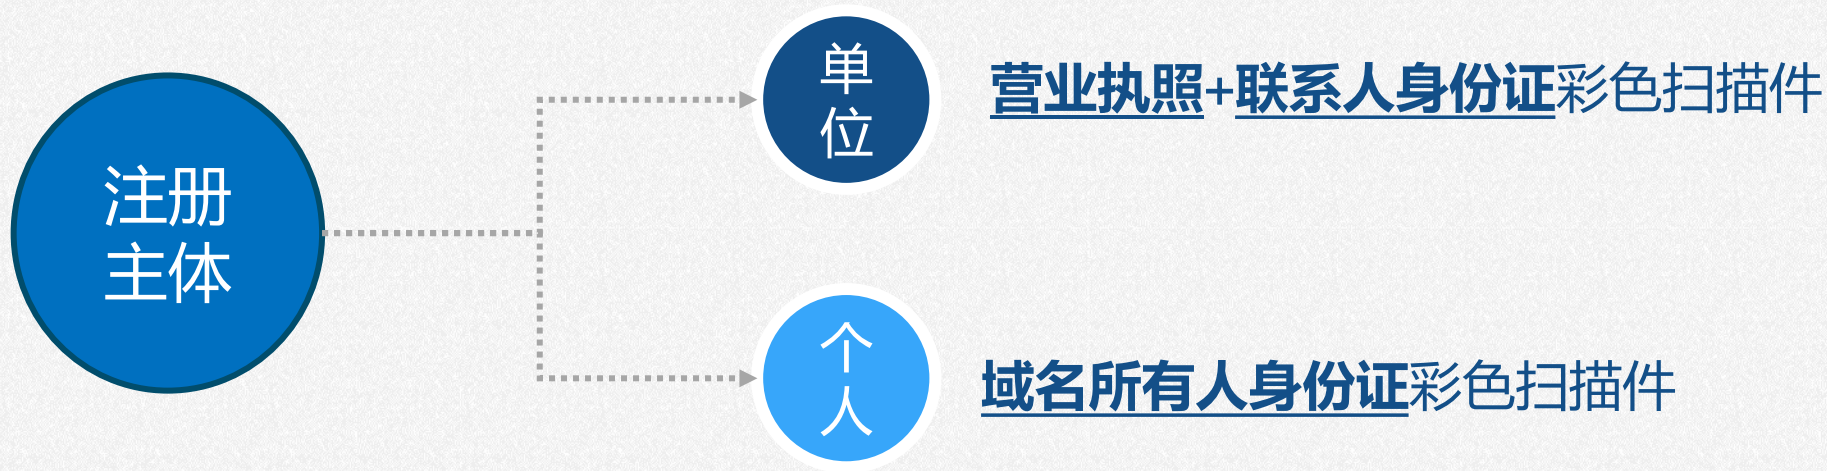 注册
主体
单
位
营业执照+联系人身份证彩色扫描件
个
人
域名所有人身份证彩色扫描件